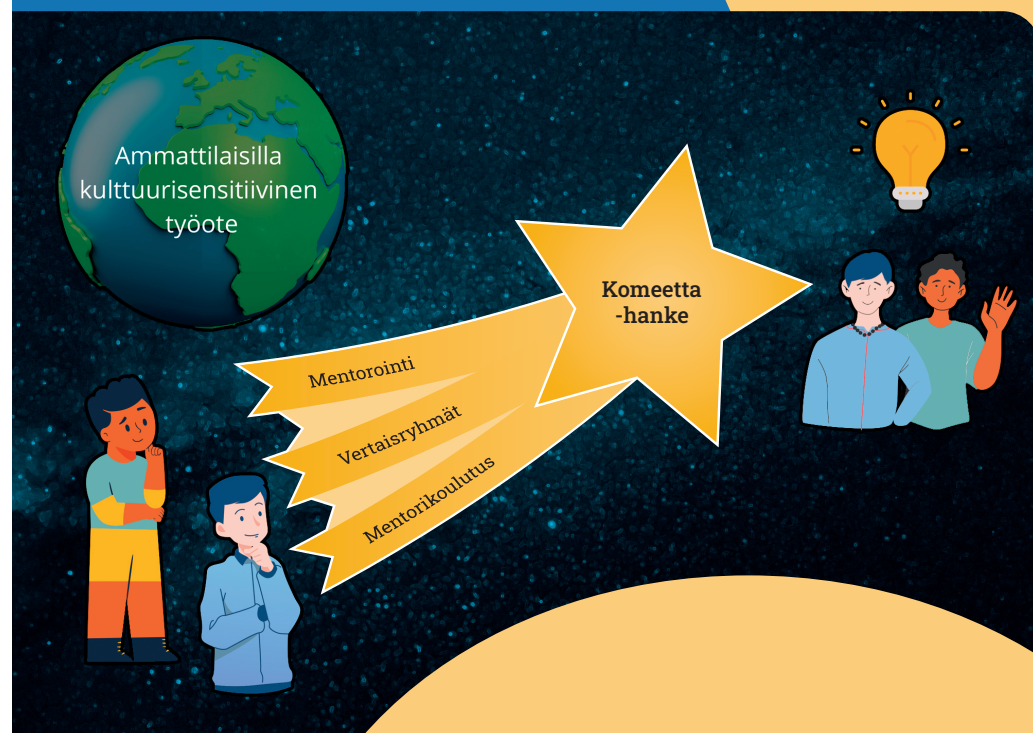 Ammattilaisilla
kulttuurisensitiivinen
työote
Komeetta
-hanke
Mentorointi
Vertaisryhmät
Mentorikoulutus